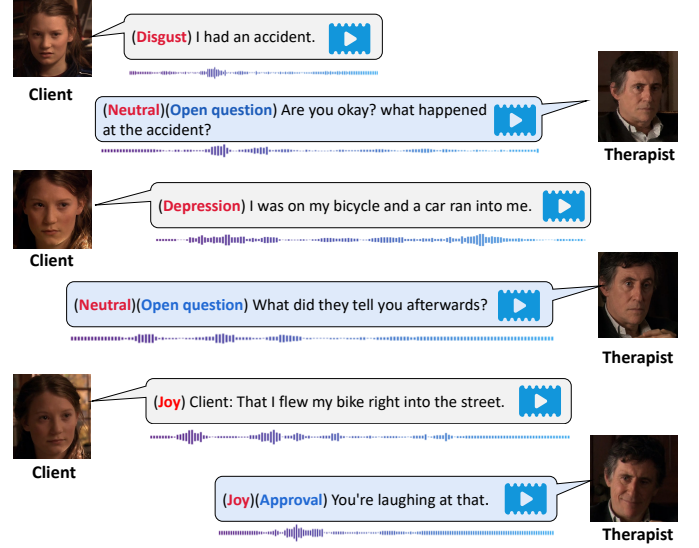 (Disgust) I had an accident.
Client
(Neutral)(Open question) Are you okay? what happened
at the accident?
Therapist
(Depression) I was on my bicycle and a car ran into me.
Client
(Neutral)(Open question) What did they tell you afterwards?
Therapist
(Joy) Client: That I flew my bike right into the street.
Client
(Joy)(Approval) You're laughing at that.
Therapist